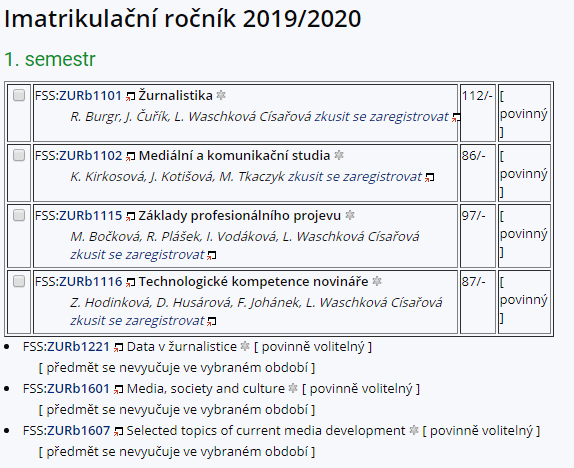 Imatrikulační ročník 2019/2020
1. semestr
FSS:ZURb1101 Žurnalistika 112/- [ povinný ]
R. Burgr, J. Čuřík, L. Waschková Císařová zkusit se zaregistrovat
FSS:ZURb1102 Mediální a komunikační studia 86/- [ povinný ]
K. Kirkosová, J. Kotišová, M. Tkaczyk zkusit se zaregistrovat
FSS:ZURb1115 Základy profesionálního projevu 97/- [ povinný ]
M. Bočková, R. Plášek, I. Vodáková, L. Waschková Císařová
zkusit se zaregistrovat
FSS:ZURb1116 Technologické kompetence novináře 87/- [ povinný ]
Z. Hodinková, D. Husárová, F. Johánek, L. Waschková Císařová
zkusit se zaregistrovat
FSS:ZURb1221 Data v žurnalistice [ povinně volitelný ]
[ předmět se nevyučuje ve vybraném období ]
FSS:ZURb1601 Media, society and culture [ povinně volitelný ]
[ předmět se nevyučuje ve vybraném období ]
FSS:ZURb1607 Selected topics of current media development [ povinně volitelný ]
[ předmět se nevyučuje ve vybraném období ]